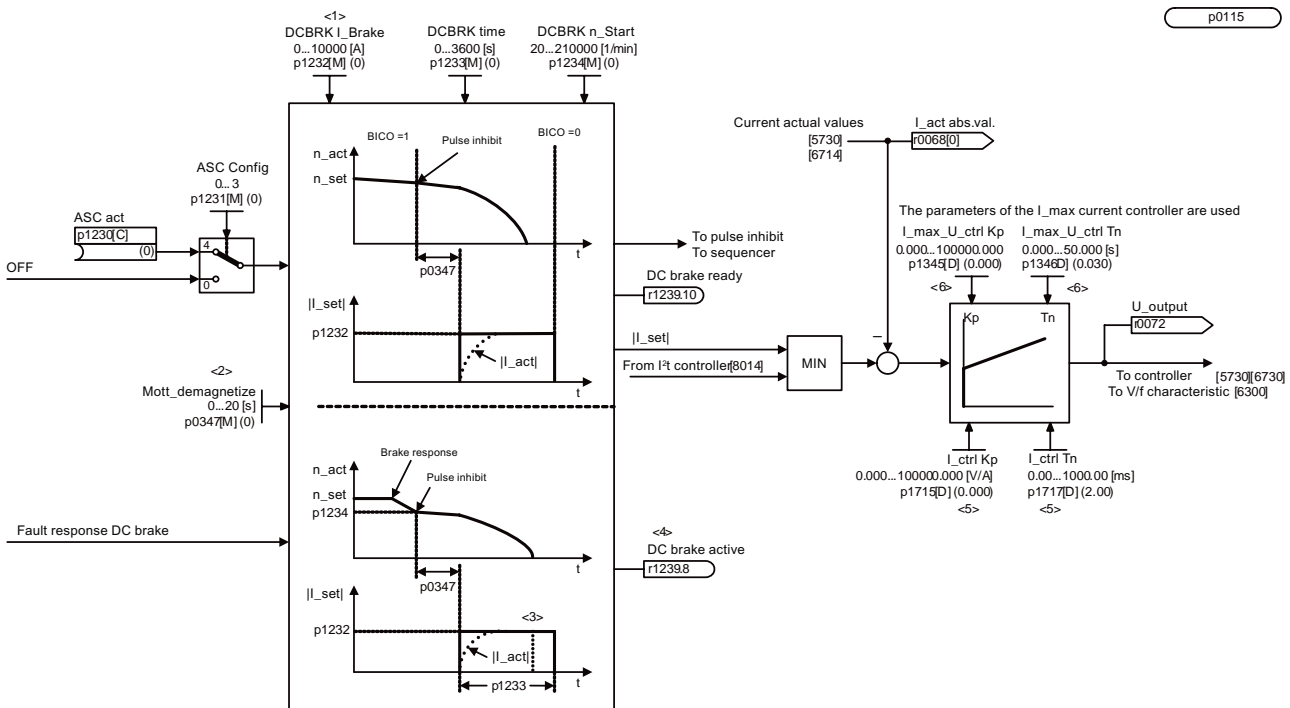 p0115
<1>
DCBRK I_Brake
0...10000 [A]
p1232[M] (0)
DCBRK time
0...3600 [s]
p1233[M] (0)
DCBRK n_Start
20...210000 [1/min]
p1234[M] (0)
ASC Config
0...3
p1231[M] (0)
ASC act
p1230[C]
(0)
4
0
OFF
<2>
Mott_demagnetize
0...20 [s]
p0347[M] (0)
Fault response DC brake
BICO =1
Pulse inhibit
BICO =0
n_act
n_set
t
p0347
|I_set|
p1232
|I_act|
t
Brake response
n_act
Pulse inhibit
n_set
p1234
t
p0347
|I_set|
<3>
p1232
|I_act|
t
p1233
To pulse inhibit
To sequencer
DC brake ready
r1239.10
|I_set|
From I²t controller[8014]
MIN
<4>
DC brake active
r1239.8
Current actual values
[5730]
[6714]
I_act abs.val.
r0068[0]
–
The parameters of the I_max current controller are used
I_max_U_ctrl Kp
0.000...100000.000
p1345[D] (0.000)
<6>
I_max_U_ctrl Tn
0.000...50.000 [s]
p1346[D] (0.030)
<6>
Kp
Tn
U_output
r0072
To controller [5730][6730]
To V/f characteristic [6300]
I_ctrl Kp
0.000...100000.000 [V/A]
p1715[D] (0.000)
<5>
I_ctrl Tn
0.00...1000.00 [ms]
p1717[D] (2.00)
<5>